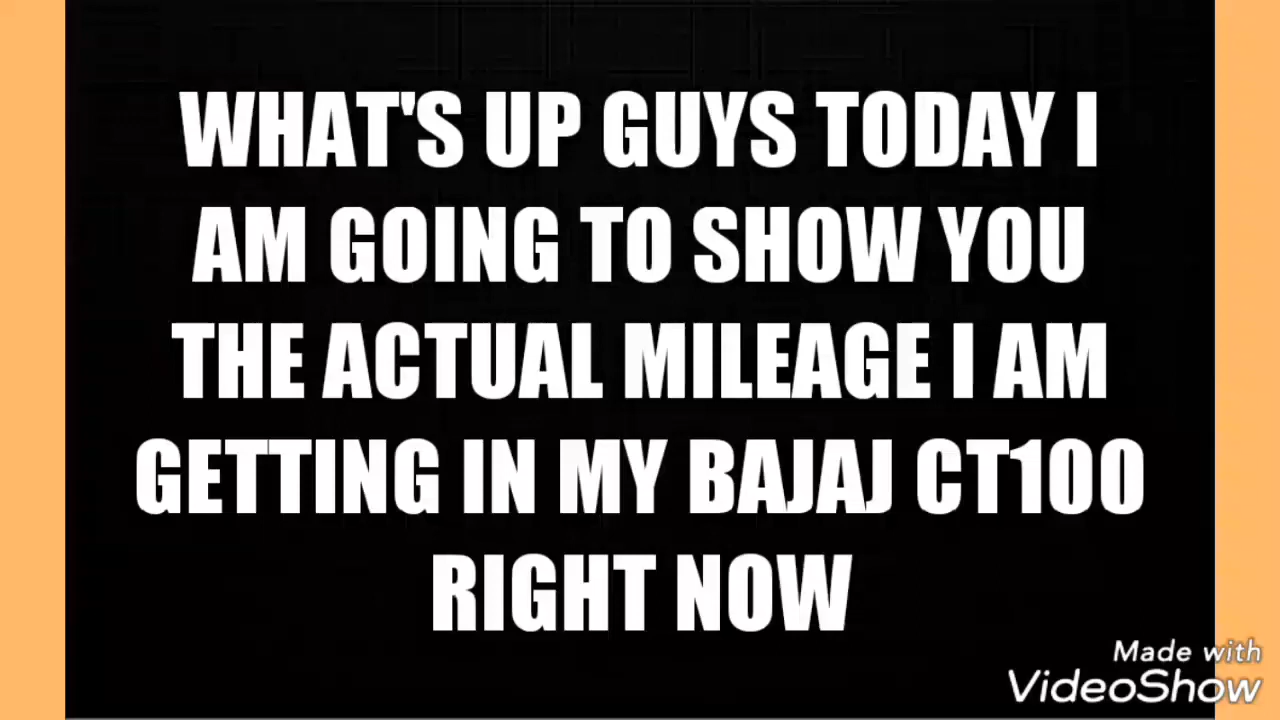 WHAT'S UP GUYS TODAY I
AM GOING TO SHOW YOU
THE ACTUAL MILEAGE I AM
GETTING IN MY BAJAJ CT100
RIGHT NOW
Made with
VideoShow